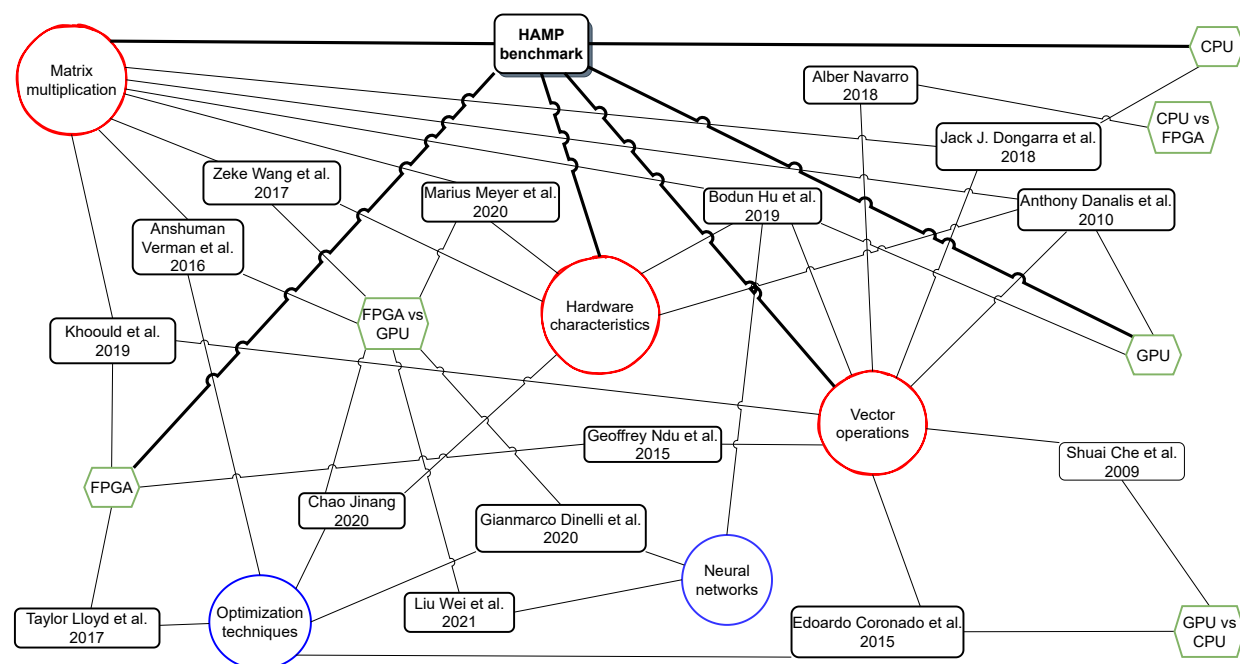 HAMP
benchmark
CPU
Matrix
multiplication
Alber Navarro
2018
CPU vs
FPGA
Jack J. Dongarra et al.
2018
Zeke Wang et al.
2017
Marius Meyer et al.
2020
Bodun Hu et al.
2019
Anthony Danalis et al.
2010
Anshuman
Verman et al.
2016
Hardware
characteristics
FPGA vs
GPU
Khoould et al.
2019
GPU
Vector
operations
Geoffrey Ndu et al.
2015
Shuai Che et al.
2009
FPGA
Chao Jinang
2020
Gianmarco Dinelli et al.
2020
Neural
networks
Taylor Lloyd et al.
2017
Optimization
techniques
Liu Wei et al.
2021
Edoardo Coronado et al.
2015
GPU vs
CPU